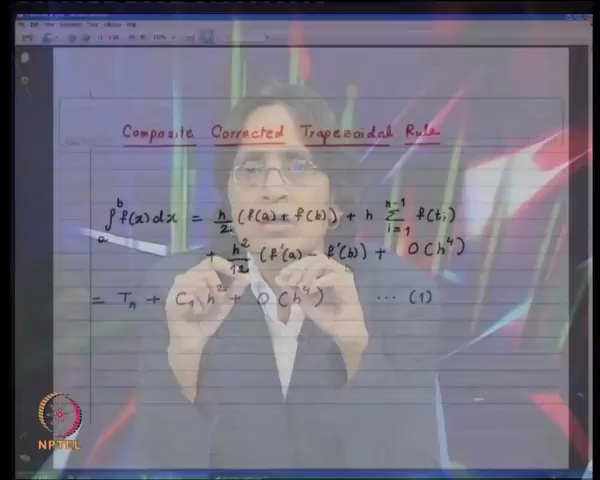 Composite Corrected Trapezoidal Rule
∫_a^b f(x) dx = h/2 (f(a) + f(b)) + h ∑_{i=1}^{n-1} f(t_i)
+ h²/12 (f'(a) - f'(b)) + O(h⁴)
= T_n + C_1 h² + O(h⁴) ... (1)
NPTEL